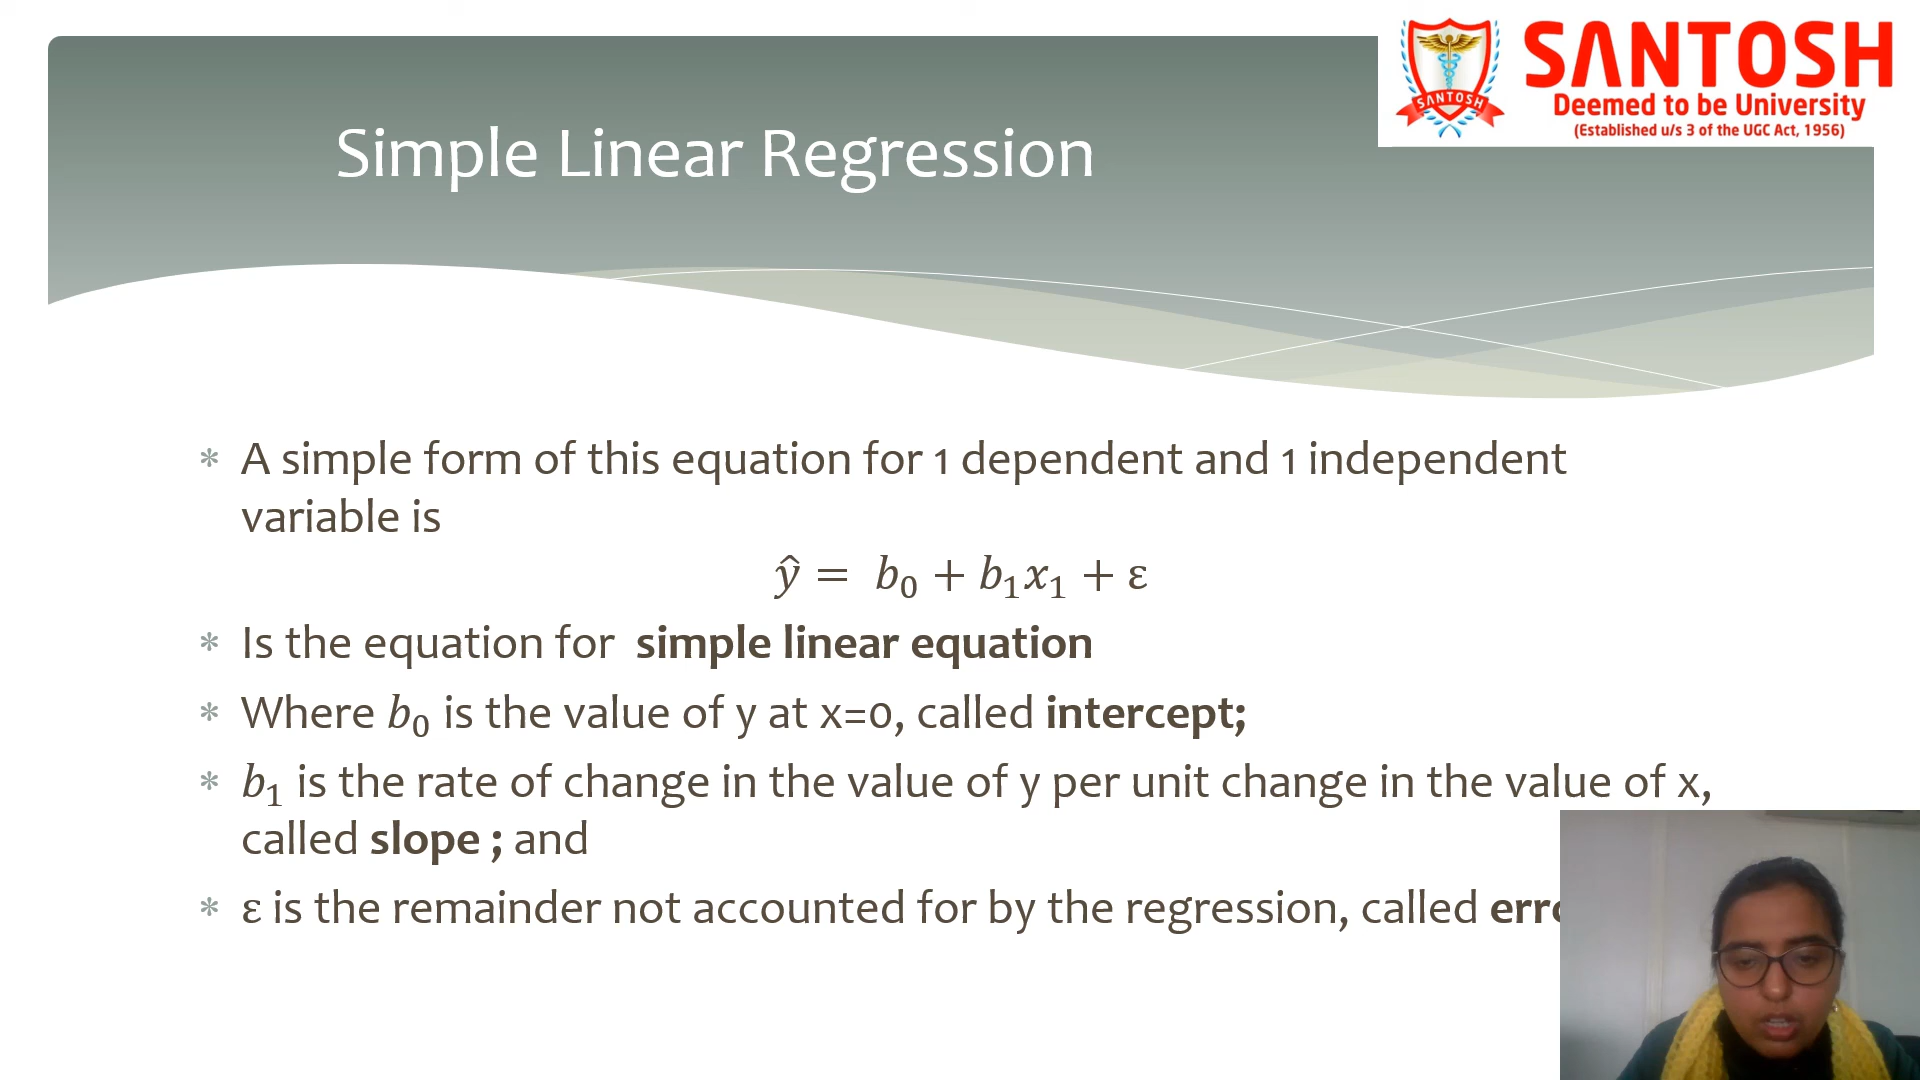 SANTOSH
SANTOSH
Deemed to be University
(Established u/s 3 of the UGC Act, 1956)
Simple Linear Regression
* A simple form of this equation for 1 dependent and 1 independent
variable is
ŷ = b₀ + b₁x₁ + ε
* Is the equation for simple linear equation
* Where b₀ is the value of y at x=0, called intercept;
* b₁ is the rate of change in the value of y per unit change in the value of x,
called slope ; and
* ε is the remainder not accounted for by the regression, called